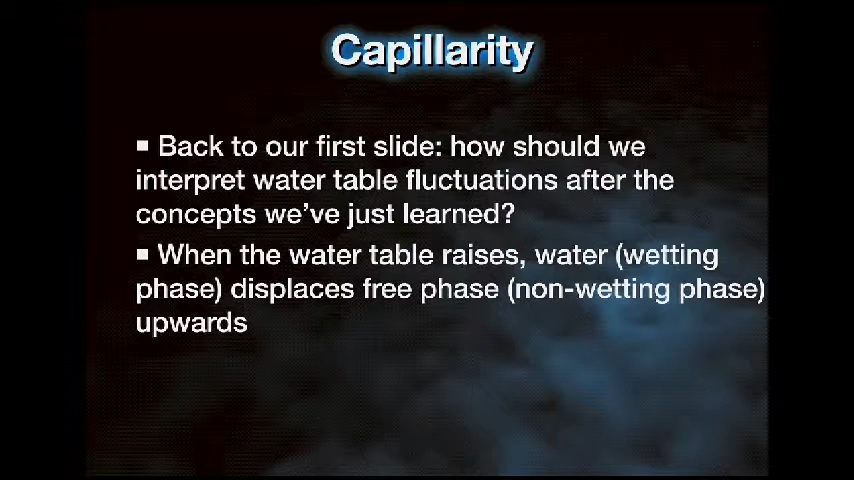 Capillarity
▪ Back to our first slide: how should we
interpret water table fluctuations after the
concepts we’ve just learned?
▪ When the water table raises, water (wetting
phase) displaces free phase (non-wetting phase)
upwards